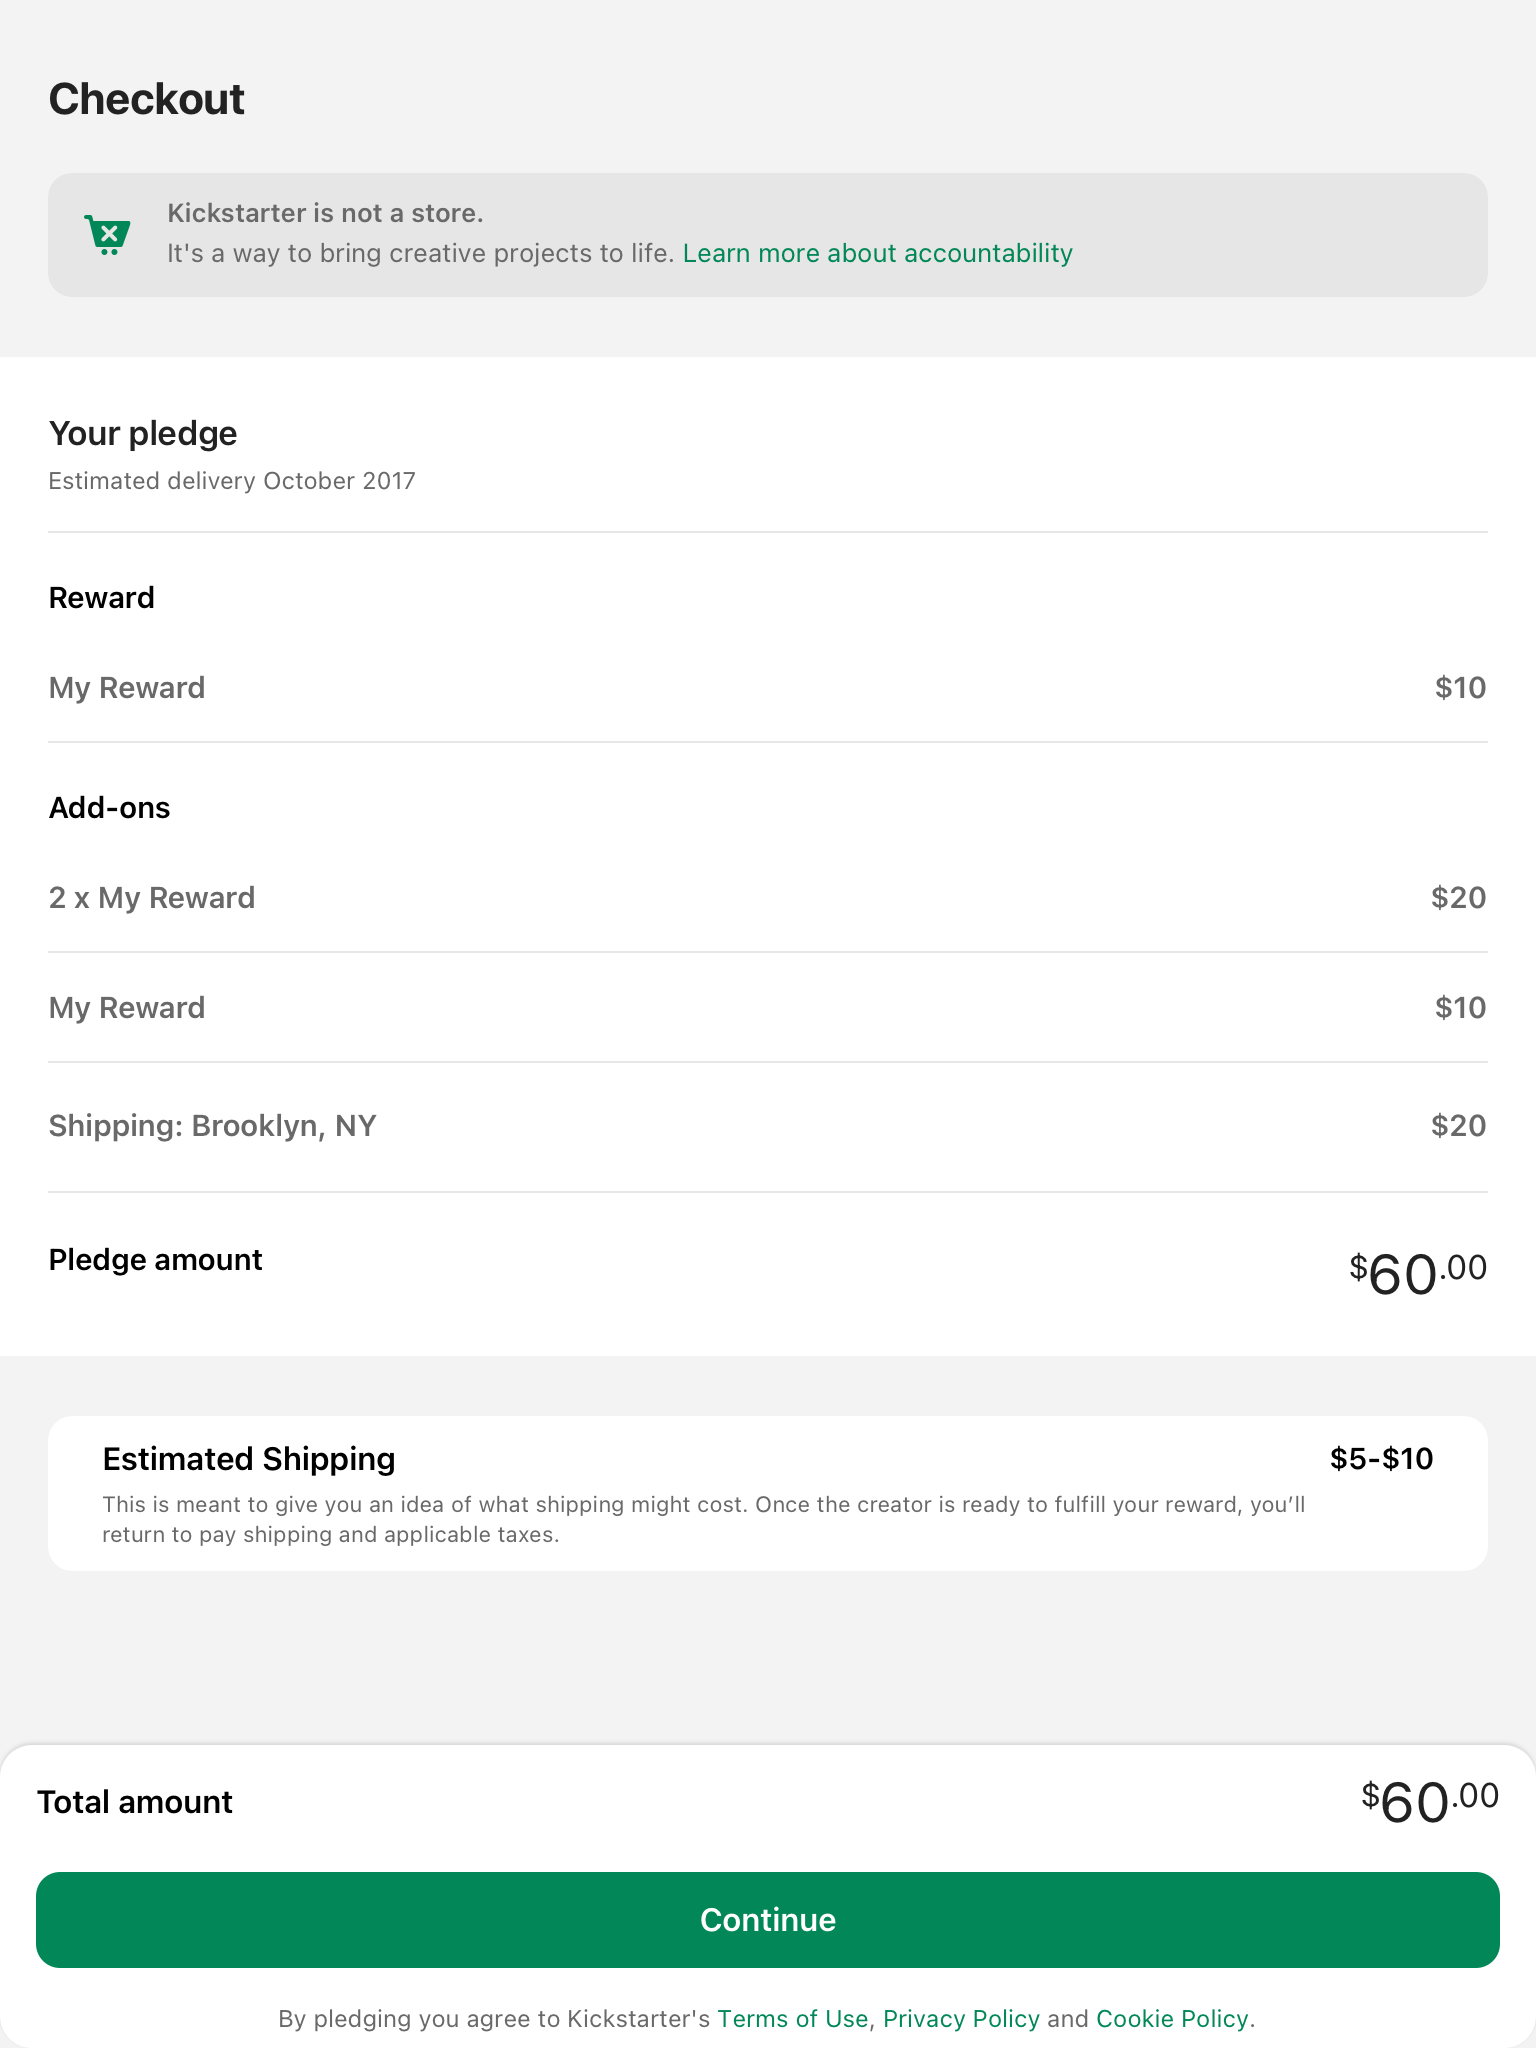 Checkout
Kickstarter is not a store.
It's a way to bring creative projects to life. Learn more about accountability
Your pledge
Estimated delivery October 2017
Reward
My Reward $10
Add-ons
2 x My Reward $20
My Reward $10
Shipping: Brooklyn, NY $20
Pledge amount $60.00
Estimated Shipping $5-$10
This is meant to give you an idea of what shipping might cost. Once the creator is ready to fulfill your reward, you’ll
return to pay shipping and applicable taxes.
Total amount $60.00
Continue
By pledging you agree to Kickstarter's Terms of Use, Privacy Policy and Cookie Policy.